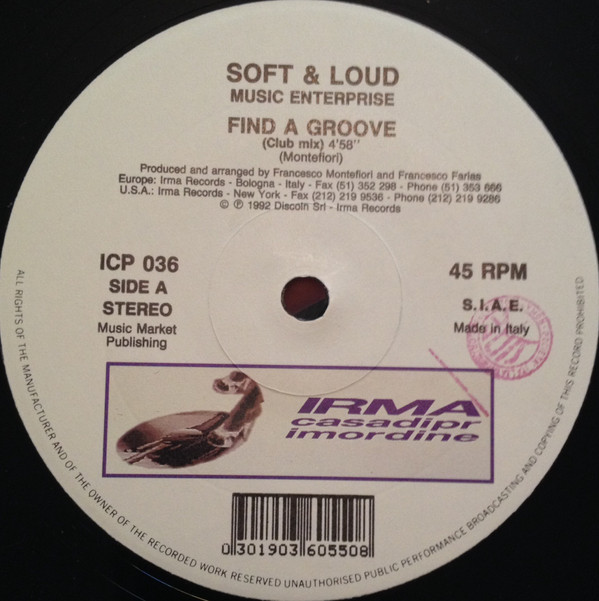 SOFT & LOUD
MUSIC ENTERPRISE
FIND A GROOVE
(Club mix) 4'58"
(Montefiori)
Produced and arranged by Francesco Montefiori and Francesco Farias
Europe: Irma Records - Bologna - Italy - Fax (51) 352 298 - Phone (51) 353 666
U.S.A.: Irma Records - New York - Fax (212) 219 9536 - Phone (212) 219 9286
© ℗ 1992 Discoin Srl - Irma Records
ICP 036
SIDE A
STEREO
Music Market
Publishing
45 RPM
S.I.A.E.
Made in Italy
IRMA
casadipr
imordine
0 301903 605508
ALL RIGHTS OF THE MANUFACTURER AND OF THE OWNER OF THE RECORDED WORK RESERVED UNAUTHORISED PUBLIC PERFORMANCE BROADCASTING AND COPYING OF THIS RECORD PROHIBITED